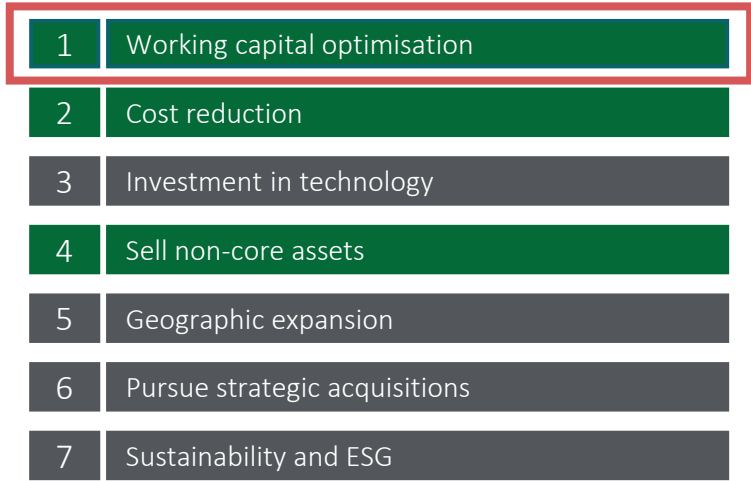 1 Working capital optimisation
2 Cost reduction
3 Investment in technology
4 Sell non-core assets
5 Geographic expansion
6 Pursue strategic acquisitions
7 Sustainability and ESG